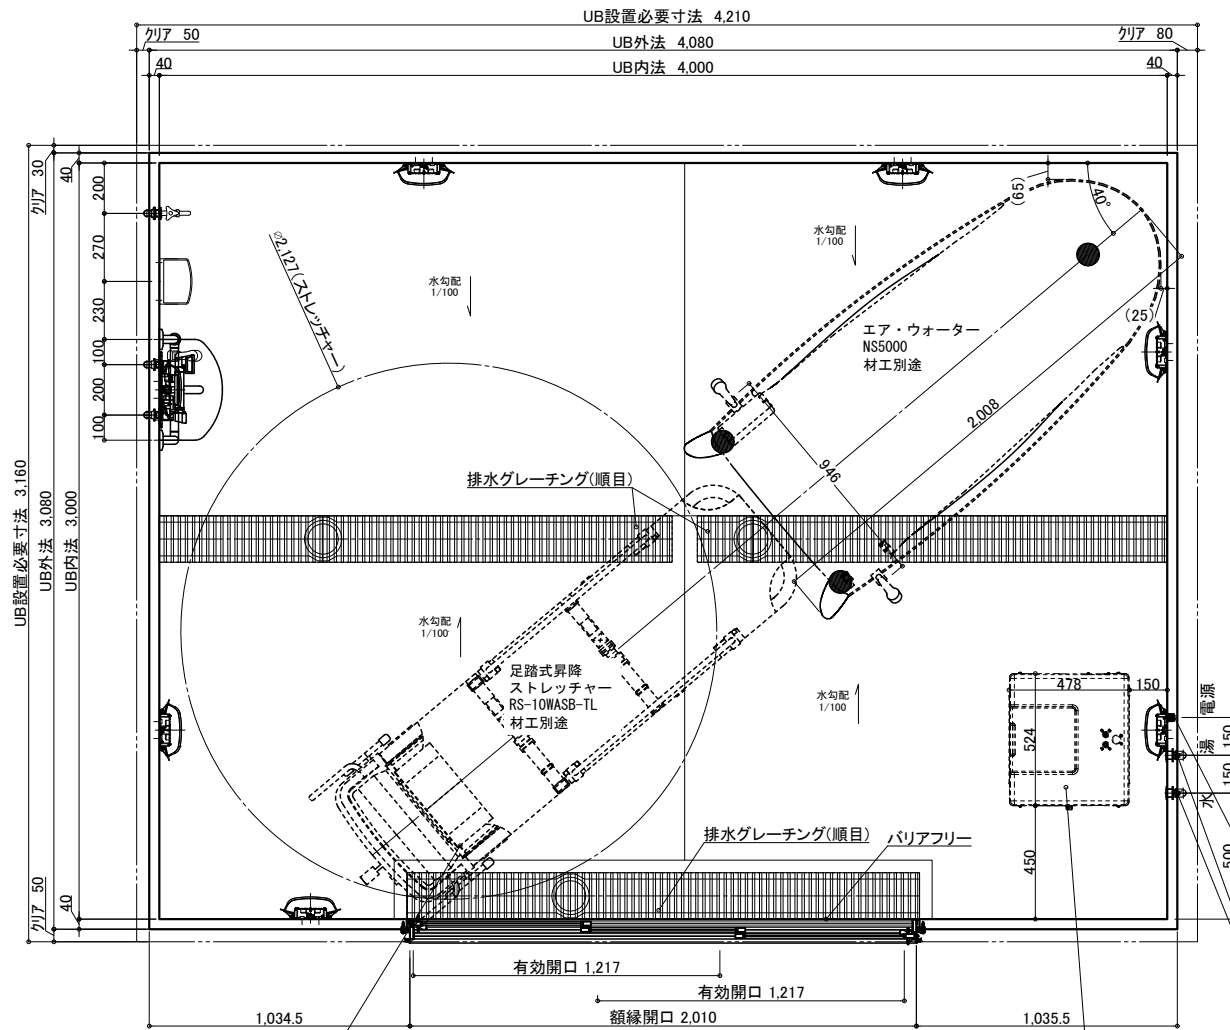 UB設置必要寸法 4,210
クリア 50
UB外法 4,080
クリア 80
40
UB内法 4,000
40
クリア 30
40
200
270
230
100
200
100
UB設置必要寸法 3,160
UB外法 3,080
UB内法 3,000
クリア 50
40
∅2,127(ストレッチャー)
水勾配
1/100
水勾配
1/100
(65)
40°
(25)
エア・ウォーター
NS5000
材工別途
2,008
946
排水グレーチング(順目)
水勾配
1/100
足踏式昇降
ストレッチャー
RS-10WASB-TL
材工別途
水勾配
1/100
478
150
524
450
電源
湯
水
150
150
500
排水グレーチング(順目)
バリアフリー
有効開口 1,217
有効開口 1,217
1,034.5
額縁開口 2,010
1,035.5